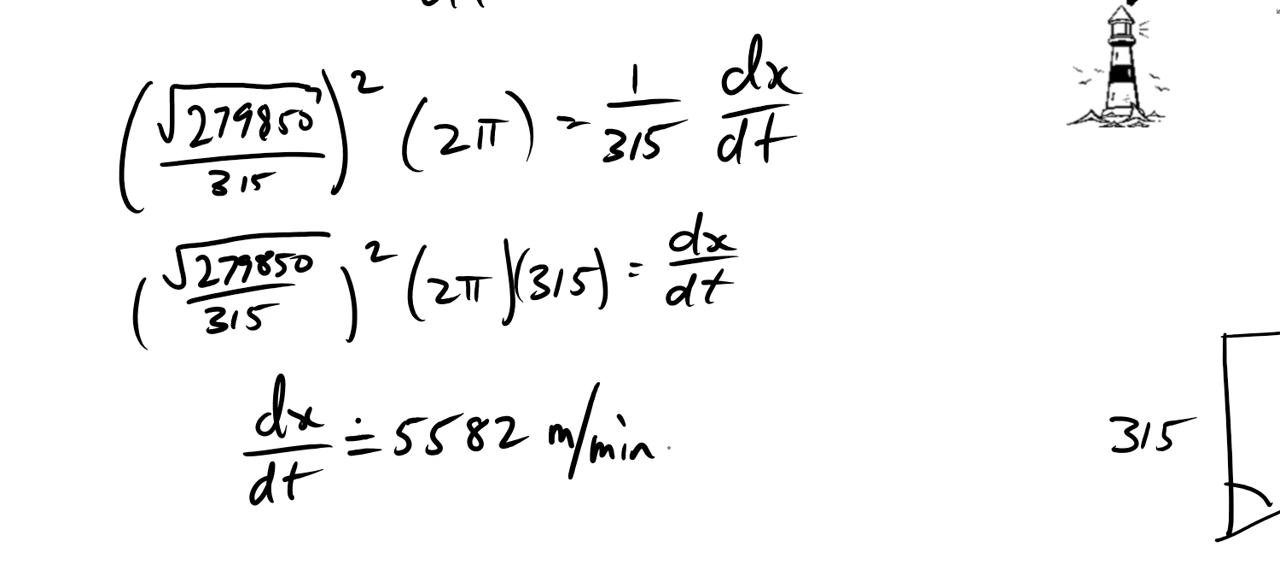 (√279850/315)² (2π) = 1/315 dx/dt
(√279850/315)² (2π)(315) = dx/dt
dx/dt ≐ 5582 m/min.
315